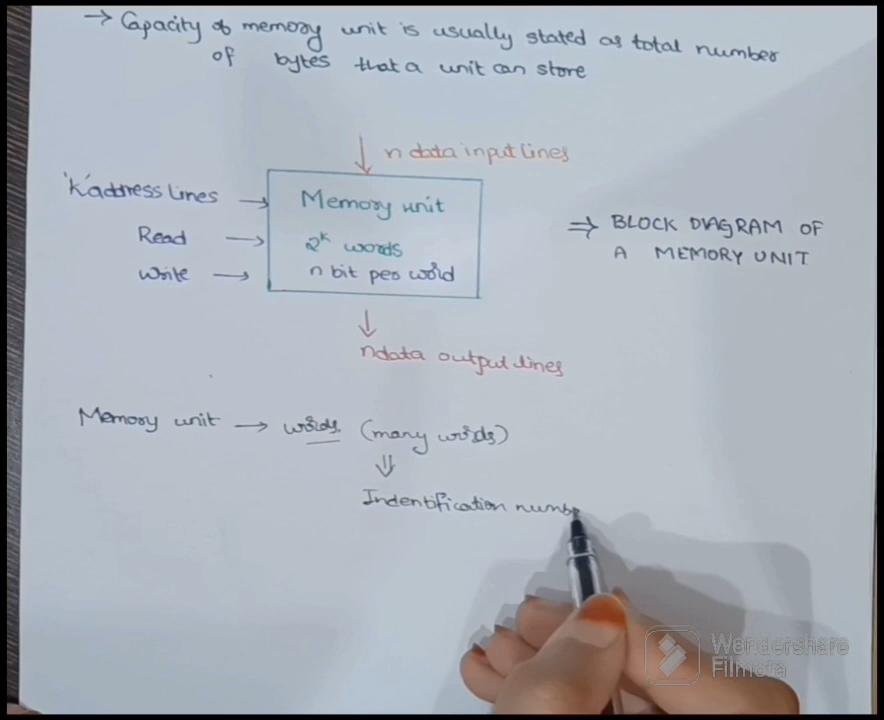 → Capacity of memory unit is usually stated as total number
of bytes that a unit can store
↓ n data input lines
'K' address lines →
Read →
Write →
Memory unit
2^k words
n bit per word
⇒ BLOCK DIAGRAM OF
A MEMORY UNIT
↓
n data output lines
Memory unit → words. (many words)
⇓
Indentification numb
Wondershare
Filmora